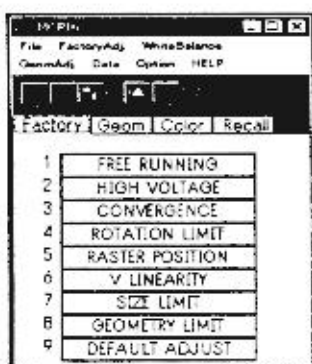 File FactoryAdj WhiteBalance
GeomAdj Data Option HELP
Factory Geom Color Recall
1 FREE RUNNING
2 HIGH VOLTAGE
3 CONVERGENCE
4 ROTATION LIMIT
5 RASTER POSITION
6 V LINEARITY
7 SIZE LIMIT
8 GEOMETRY LIMIT
9 DEFAULT ADJUST